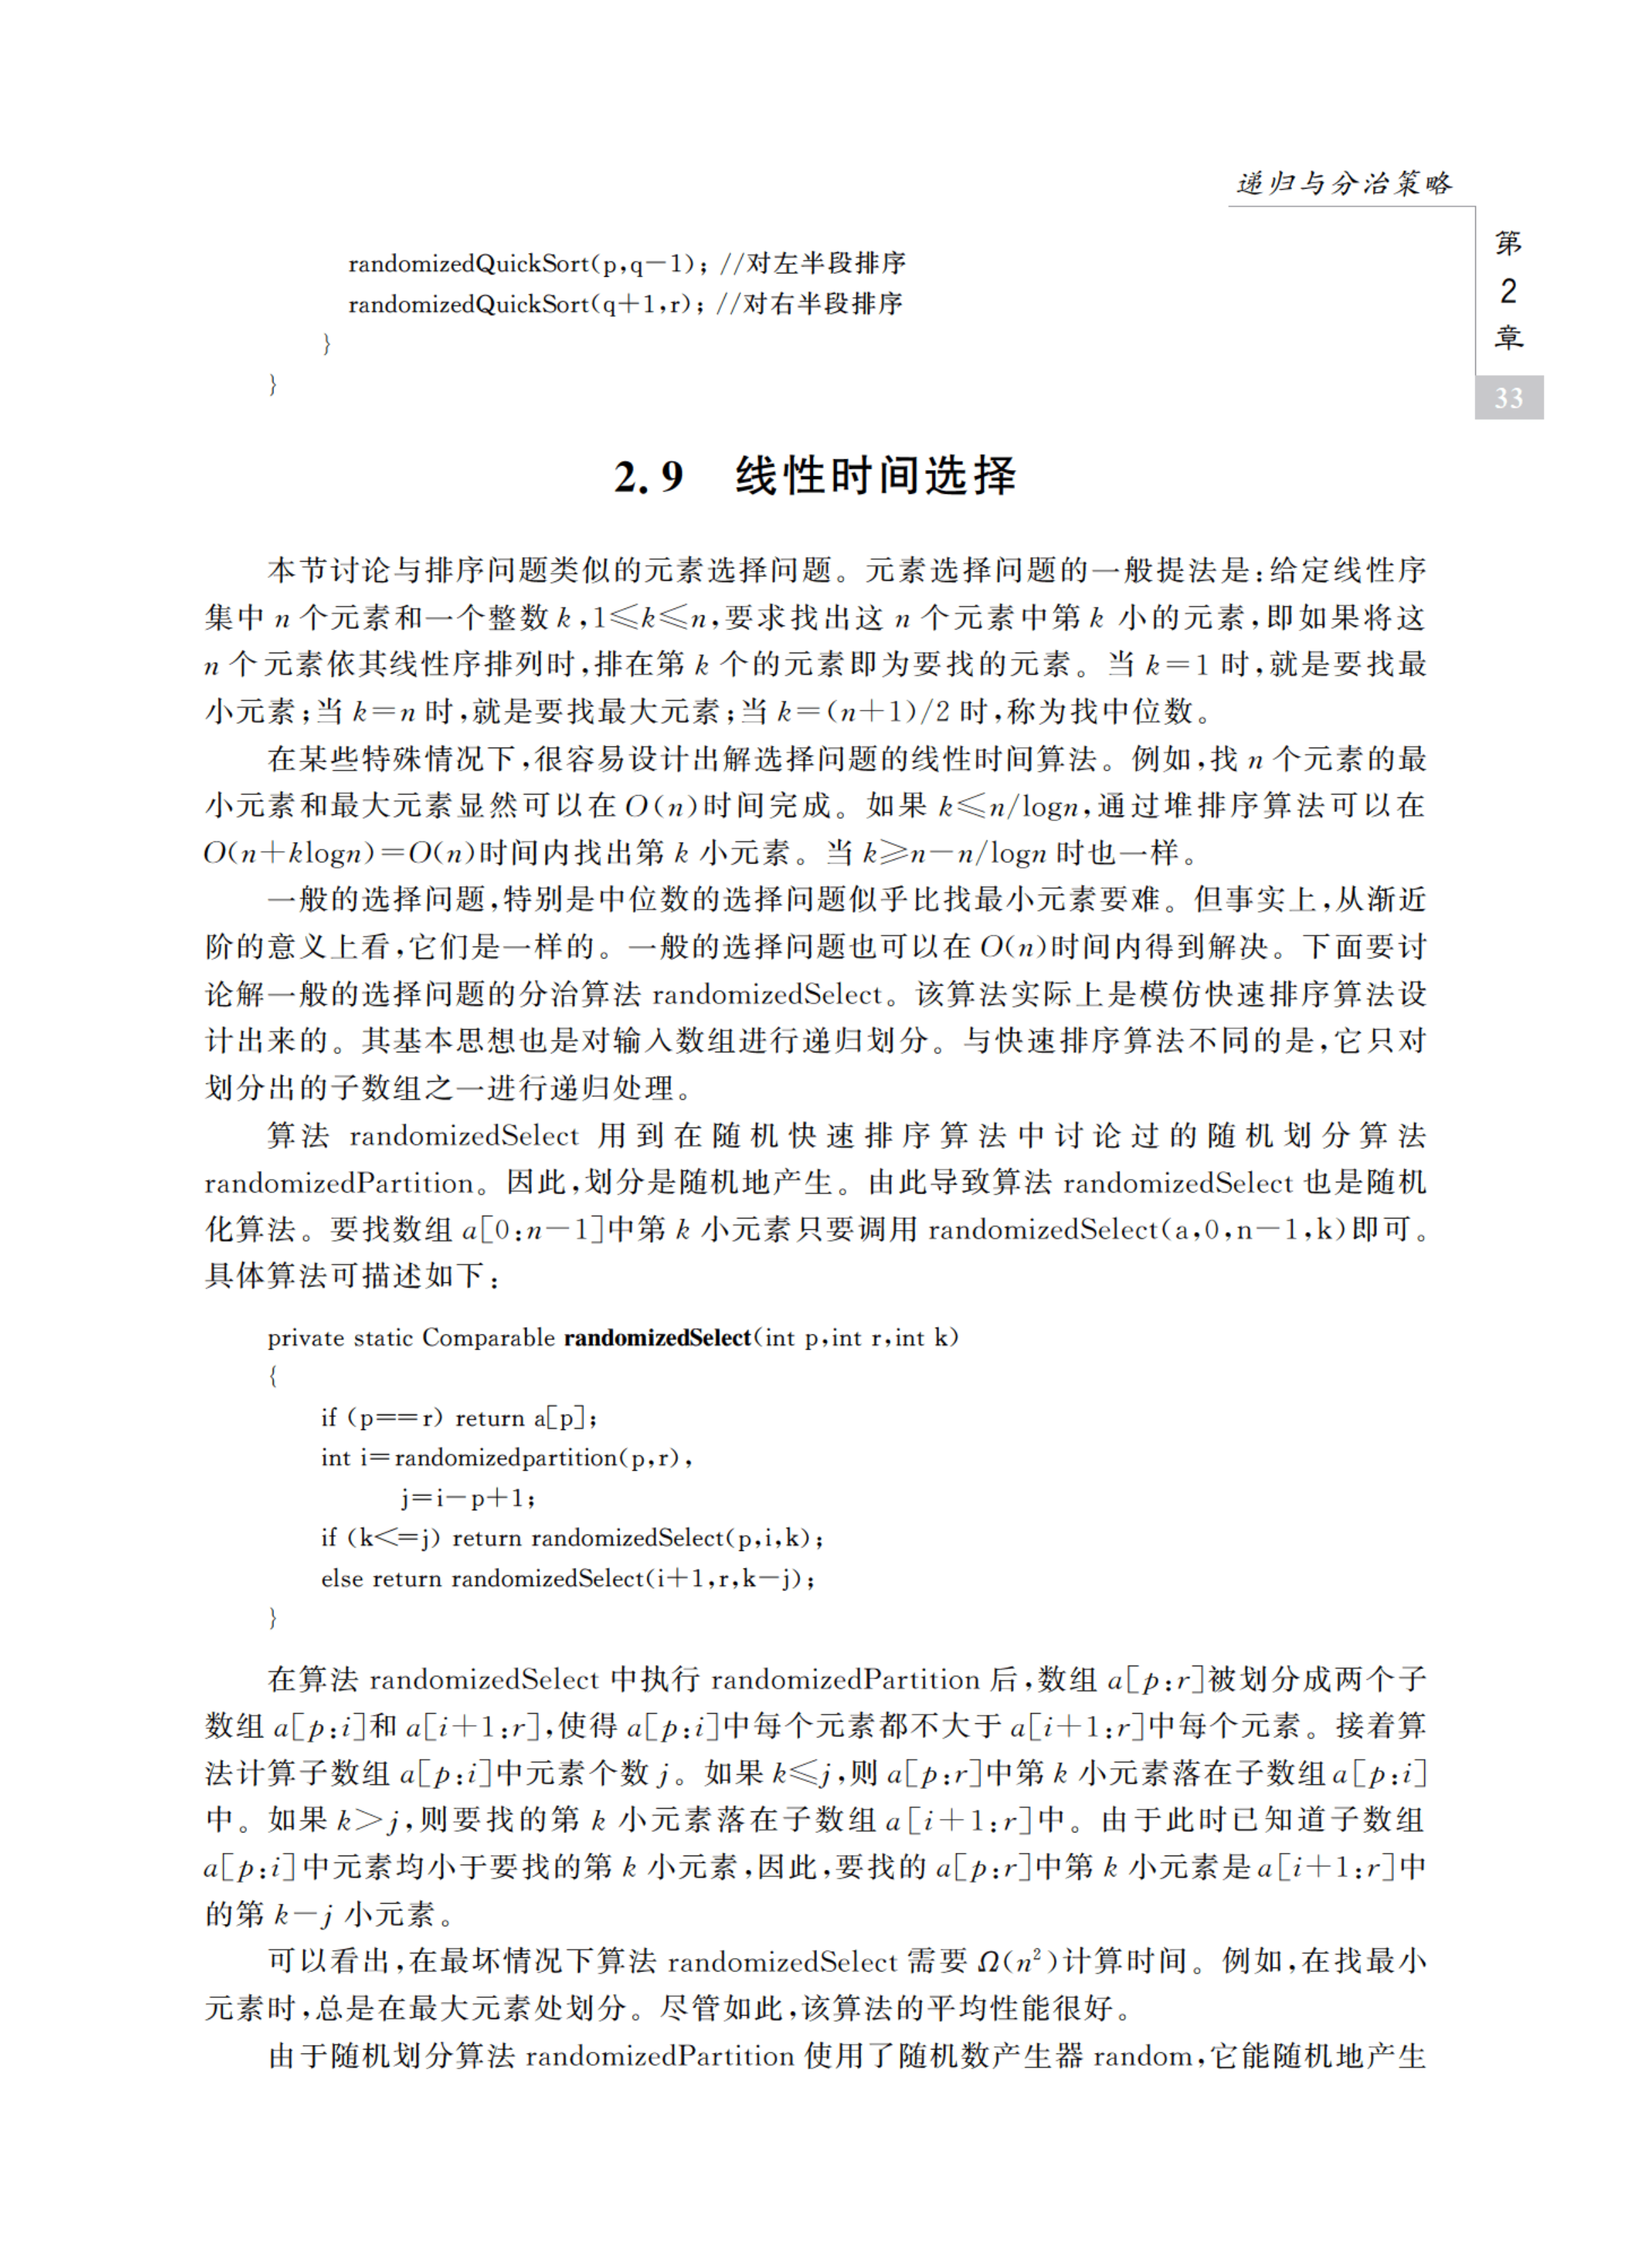 递归与分治策略
第
2
章
33
randomizedQuickSort(p,q-1); //对左半段排序
randomizedQuickSort(q+1,r); //对右半段排序
}
}
2.9 线性时间选择
本节讨论与排序问题类似的元素选择问题。元素选择问题的一般提法是:给定线性序
集中 n 个元素和一个整数 k,1≤k≤n,要求找出这 n 个元素中第 k 小的元素,即如果将这
n 个元素依其线性序排列时,排在第 k 个的元素即为要找的元素。当 k=1 时,就是要找最
小元素;当 k=n 时,就是要找最大元素;当 k=(n+1)/2 时,称为找中位数。
在某些特殊情况下,很容易设计出解选择问题的线性时间算法。例如,找 n 个元素的最
小元素和最大元素显然可以在 O(n)时间完成。如果 k≤n/logn,通过堆排序算法可以在
O(n+klogn)=O(n)时间内找出第 k 小元素。当 k≥n-n/logn 时也一样。
一般的选择问题,特别是中位数的选择问题似乎比找最小元素要难。但事实上,从渐近
阶的意义上看,它们是一样的。一般的选择问题也可以在 O(n)时间内得到解决。下面要讨
论解一般的选择问题的分治算法 randomizedSelect。该算法实际上是模仿快速排序算法设
计出来的。其基本思想也是对输入数组进行递归划分。与快速排序算法不同的是,它只对
划分出的子数组之一进行递归处理。
算法 randomizedSelect 用到在随机快速排序算法中讨论过的随机划分算法
randomizedPartition。因此,划分是随机地产生。由此导致算法 randomizedSelect 也是随机
化算法。要找数组 a[0:n-1]中第 k 小元素只要调用 randomizedSelect(a,0,n-1,k)即可。
具体算法可描述如下:
private static Comparable randomizedSelect(int p,int r,int k)
{
if (p==r) return a[p];
int i=randomizedpartition(p,r),
j=i-p+1;
if (k<=j) return randomizedSelect(p,i,k);
else return randomizedSelect(i+1,r,k-j);
}
在算法 randomizedSelect 中执行 randomizedPartition 后,数组 a[p:r]被划分成两个子
数组 a[p:i]和 a[i+1:r],使得 a[p:i]中每个元素都不大于 a[i+1:r]中每个元素。接着算
法计算子数组 a[p:i]中元素个数 j。如果 k≤j,则 a[p:r]中第 k 小元素落在子数组 a[p:i]
中。如果 k>j,则要找的第 k 小元素落在子数组 a[i+1:r]中。由于此时已知道子数组
a[p:i]中元素均小于要找的第 k 小元素,因此,要找的 a[p:r]中第 k 小元素是 a[i+1:r]中
的第 k-j 小元素。
可以看出,在最坏情况下算法 randomizedSelect 需要 Ω(n²)计算时间。例如,在找最小
元素时,总是在最大元素处划分。尽管如此,该算法的平均性能很好。
由于随机划分算法 randomizedPartition 使用了随机数产生器 random,它能随机地产生